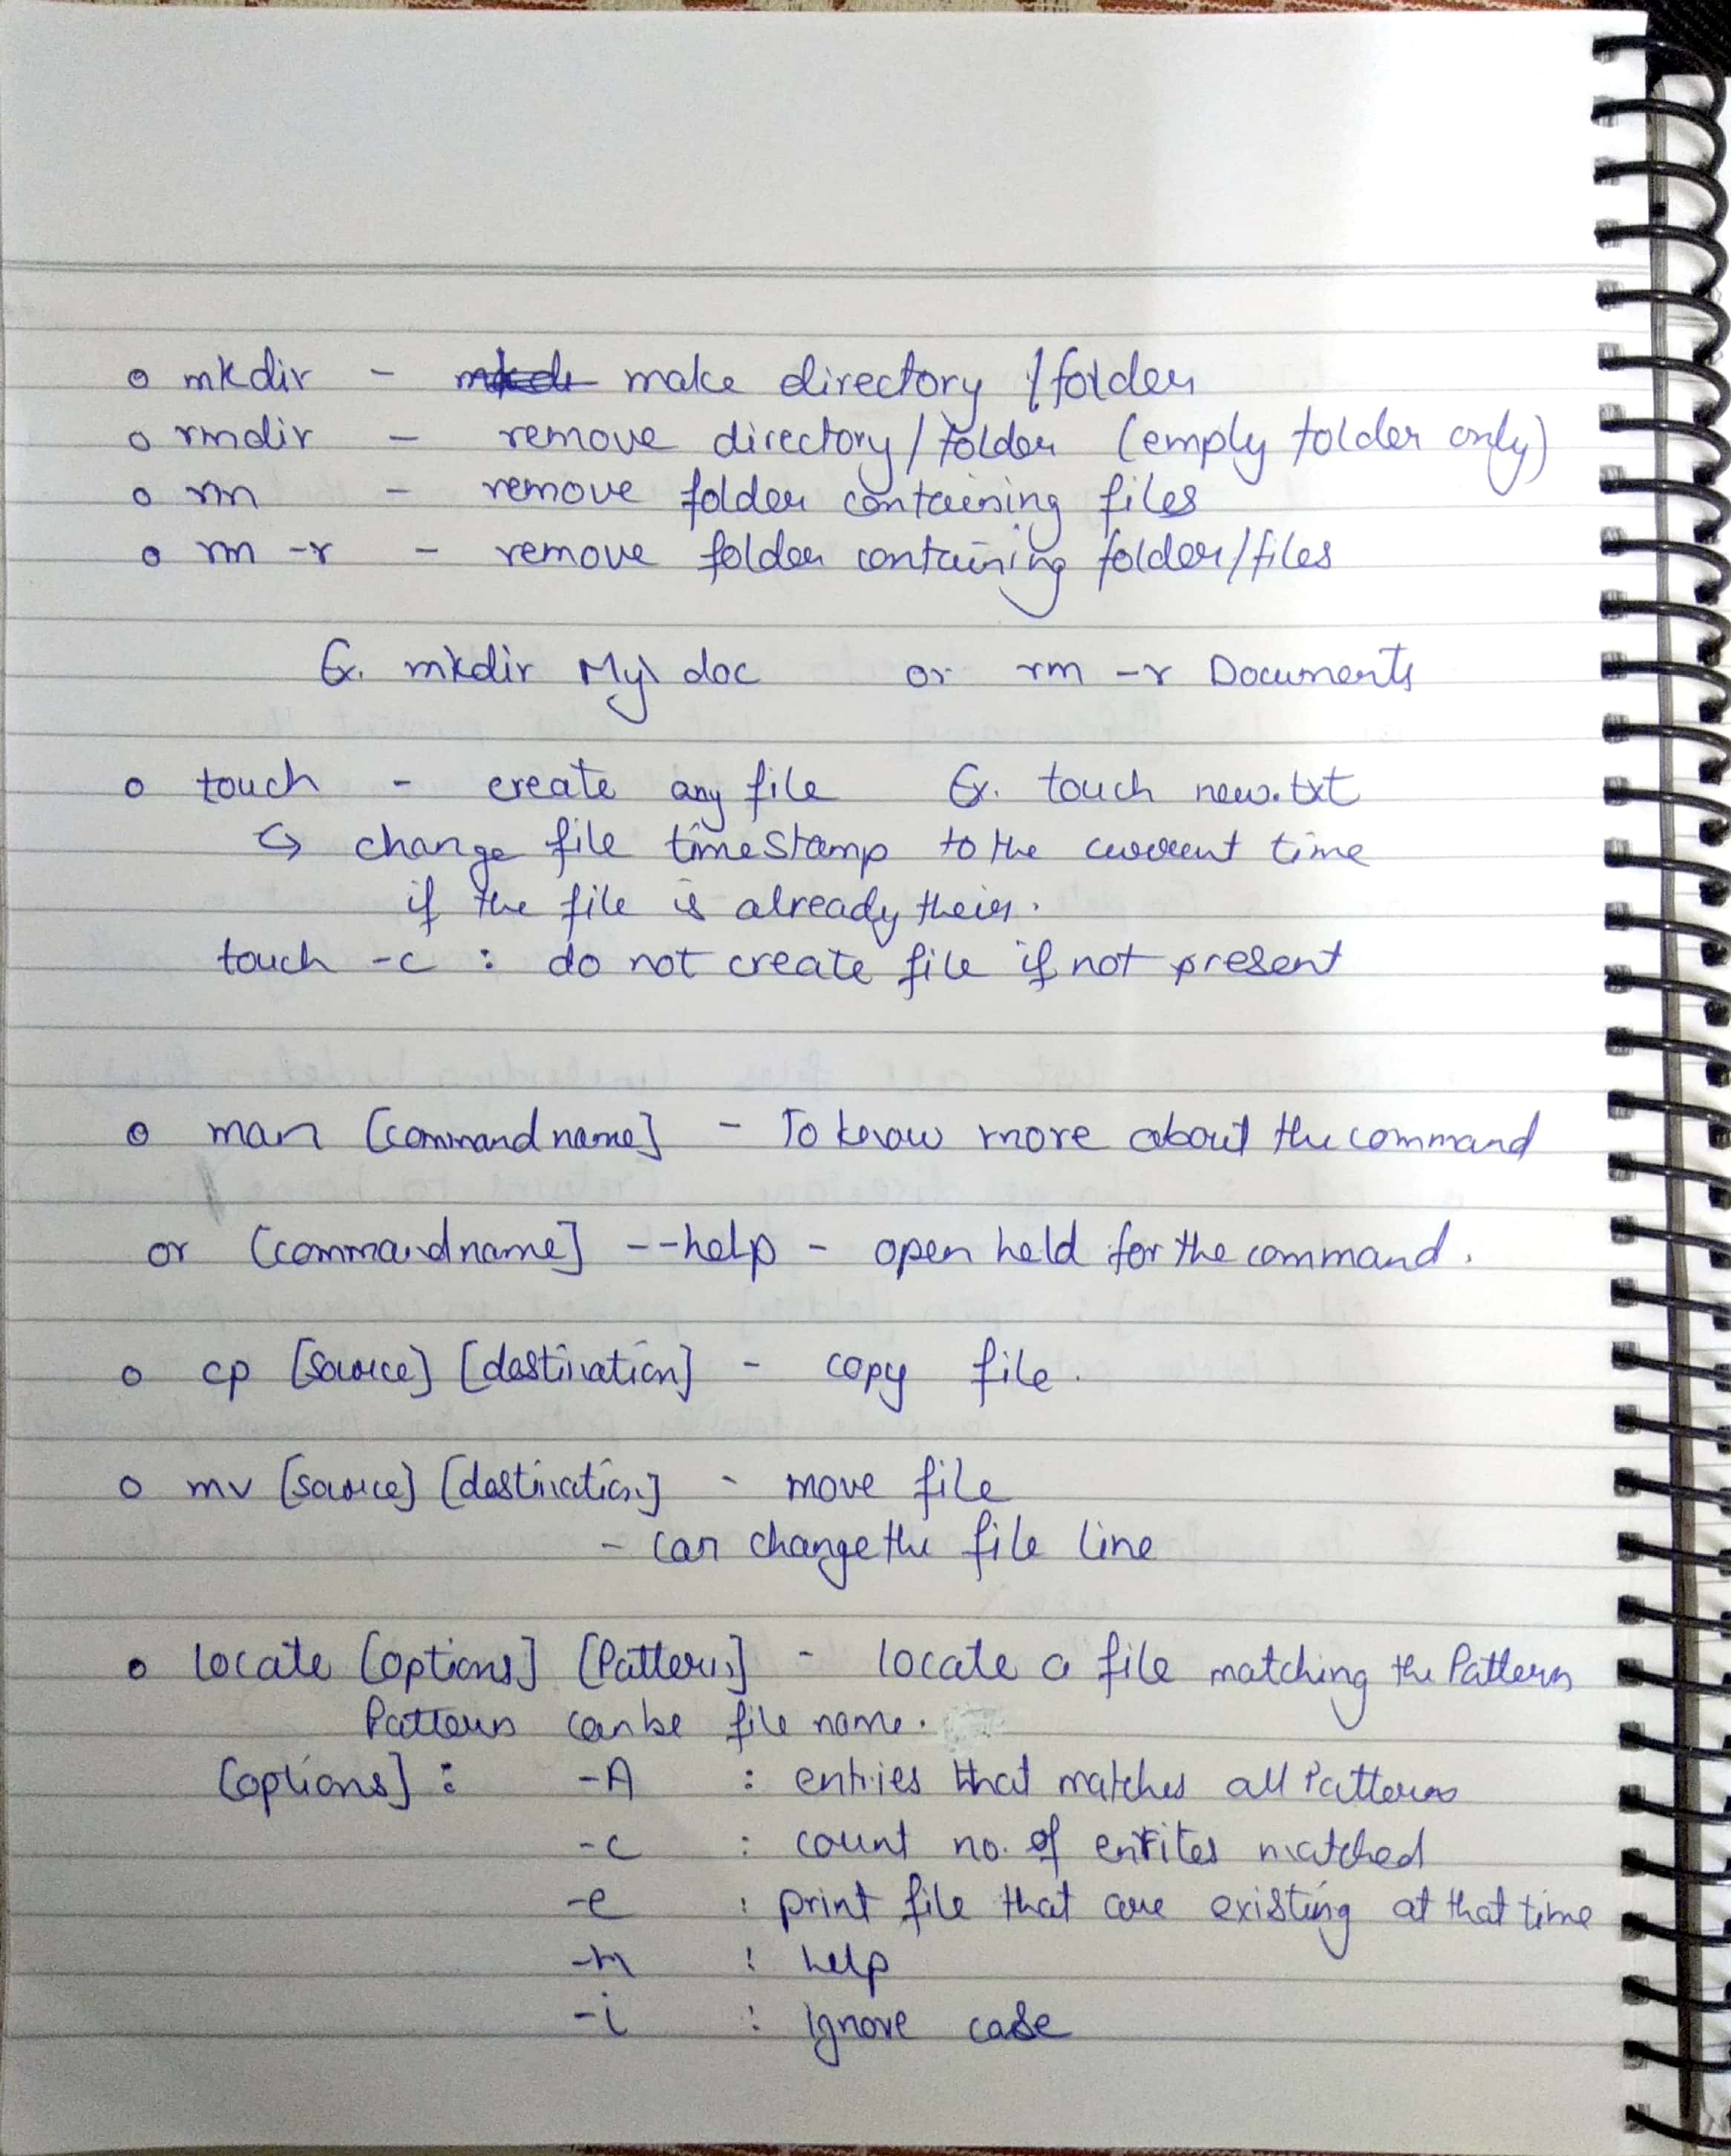 o mkdir - make directory /folder
o rmdir - remove directory/folder (emply folder only)
o rm - remove folder containing files
o rm -r - remove folder containing folder/files
Ex. mkdir My\ doc or rm -r Documents
o touch - create any file Ex. touch new.txt
↳ change file timestamp to the current time
if the file is already their.
touch -c : do not create file if not present
o man [command name] - To know more about the command
or [command name] --help - open held for the command.
o cp [source] [destination] - copy file.
o mv [source] [destination] - move file
- can change the file line
o locate [options] [Pattern] - locate a file matching the Pattern
Pattern can be file name.
[options] : -A : entries that matches all Patterns
-c : count no. of enrites matched
-e : print file that are existing at that time
-h : help
-i : ignore case